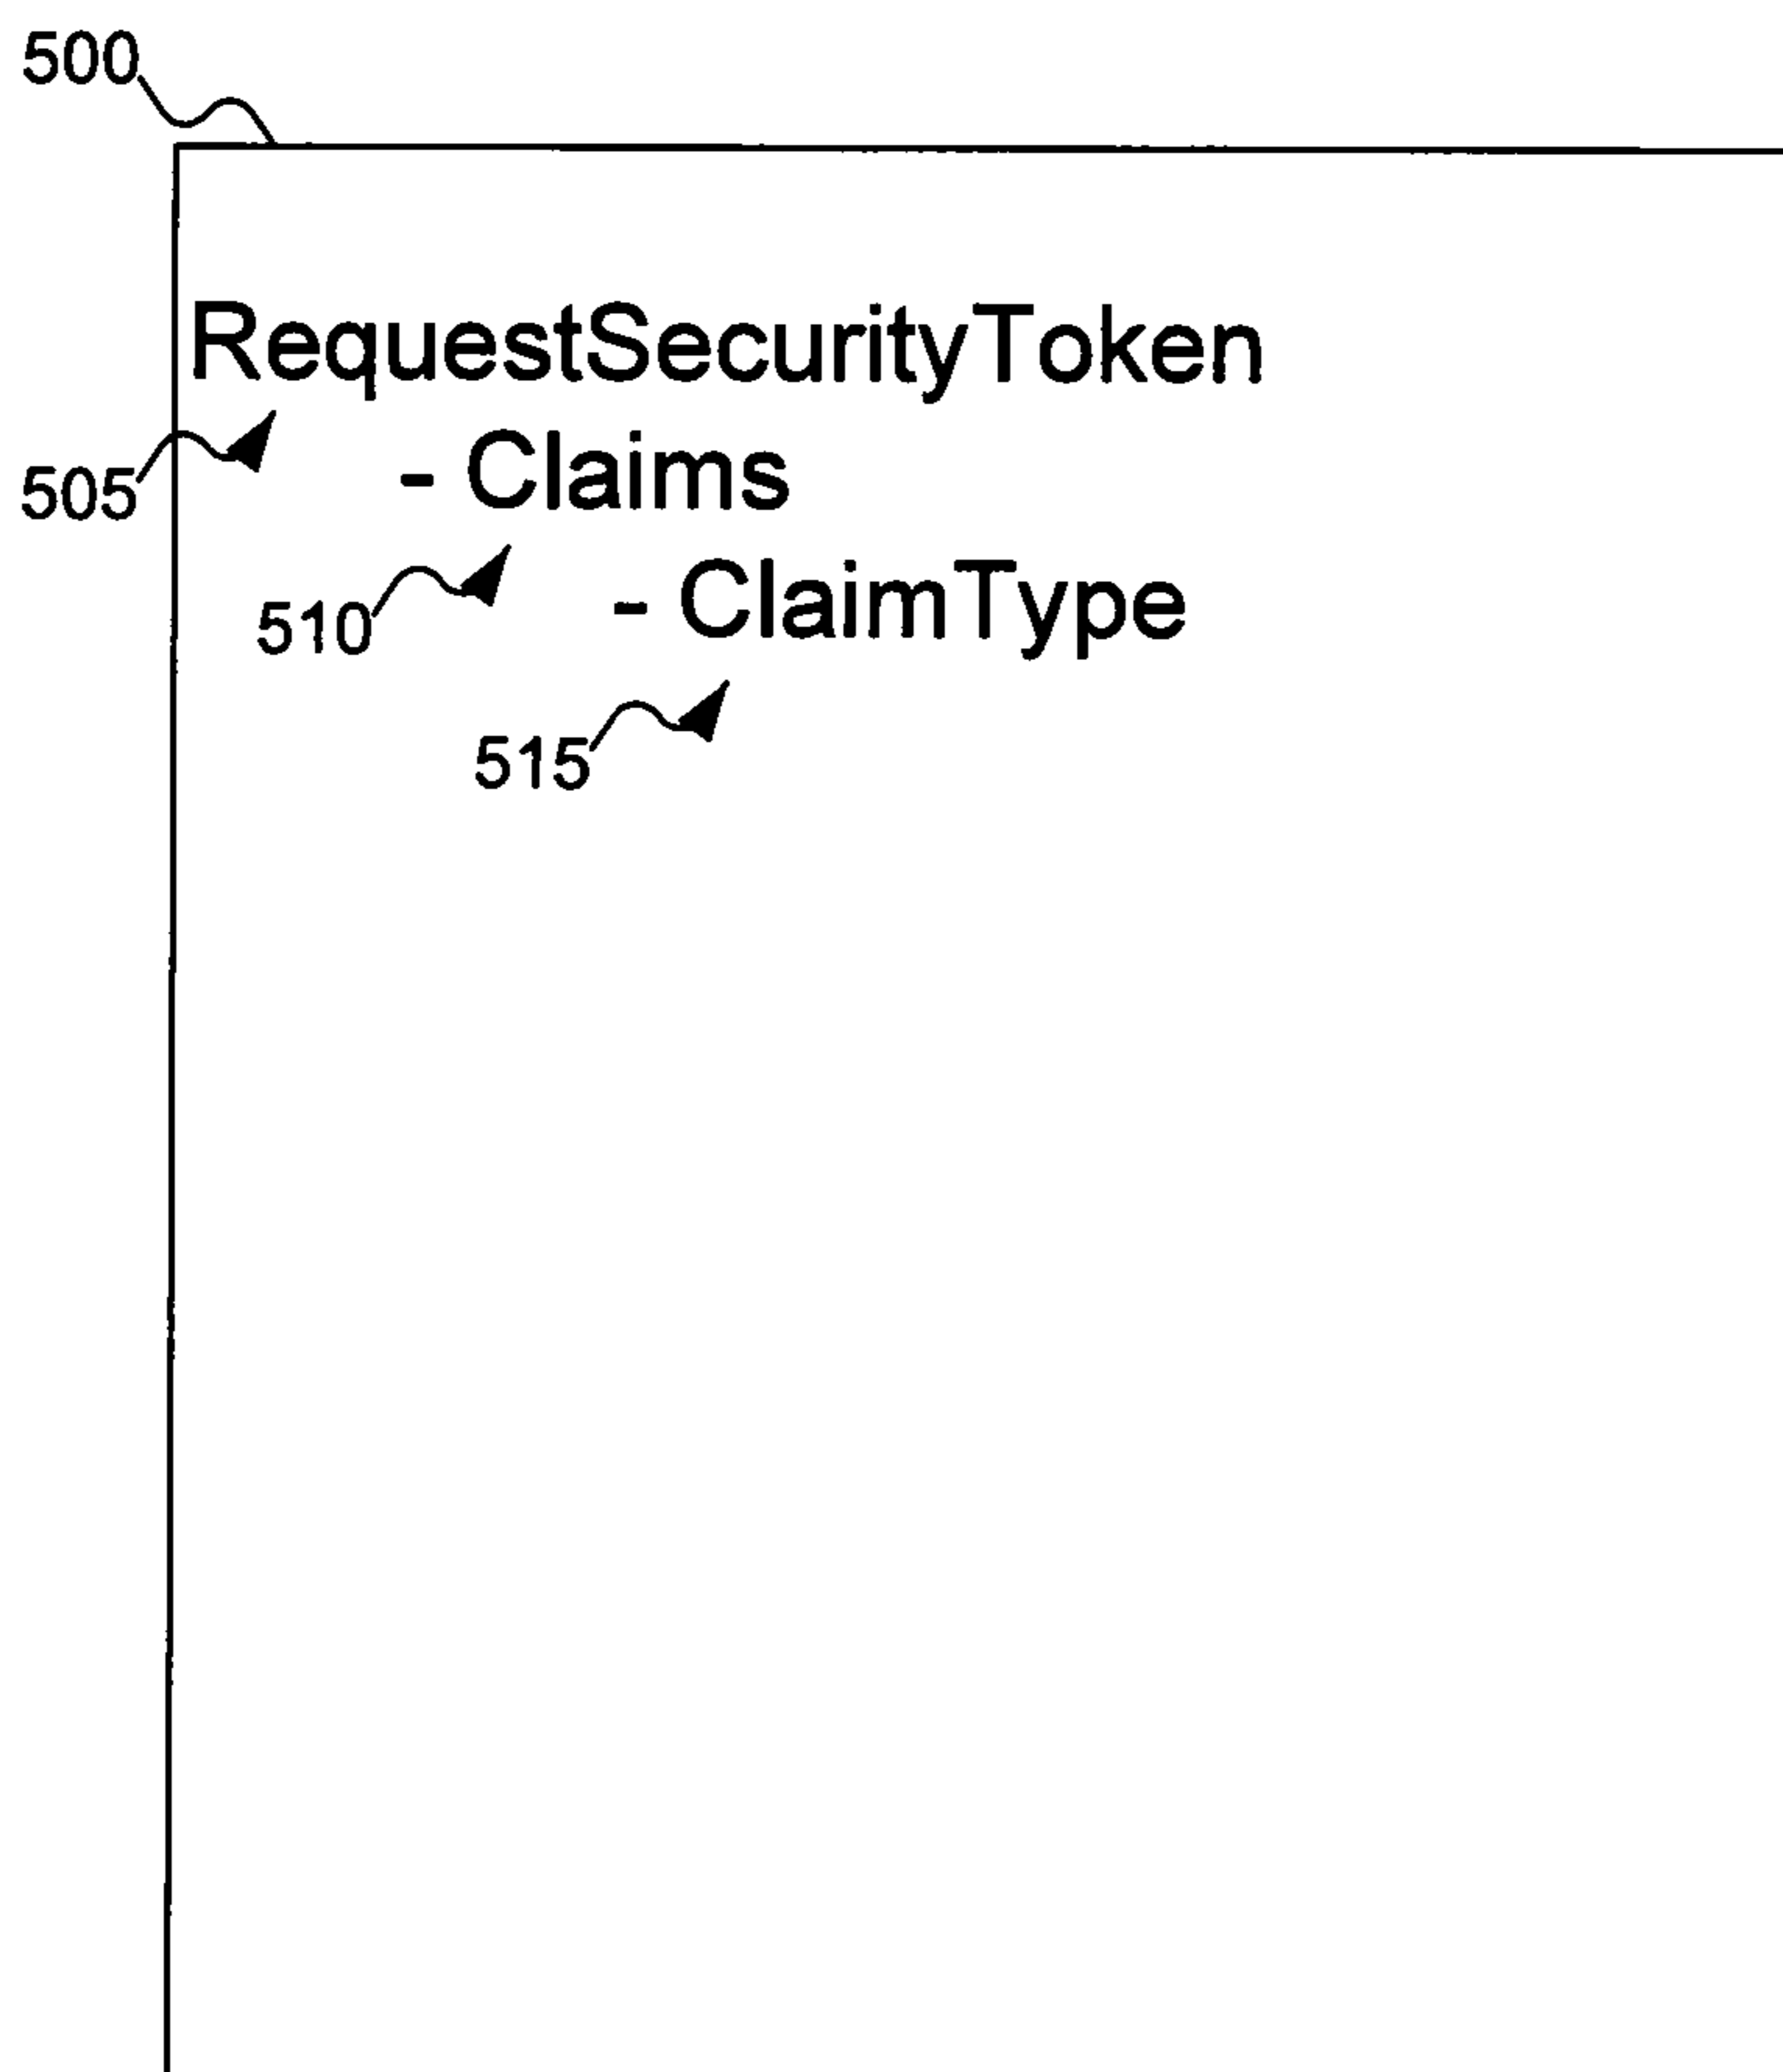 500
RequestSecurityToken
505
- Claims
510
- ClaimType
515